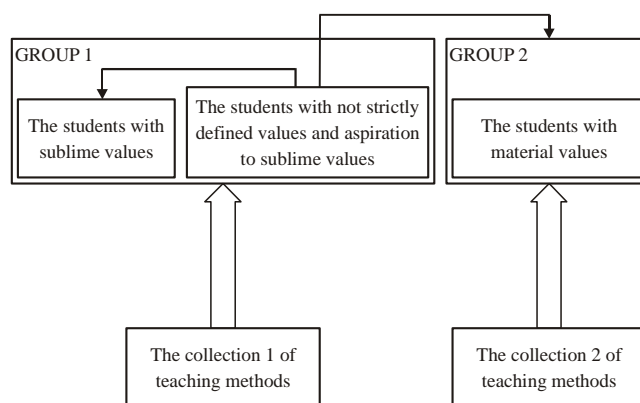 GROUP 1
The students with
sublime values
The students with not strictly
defined values and aspiration
to sublime values
GROUP 2
The students with
material values
The collection 1 of
teaching methods
The collection 2 of
teaching methods